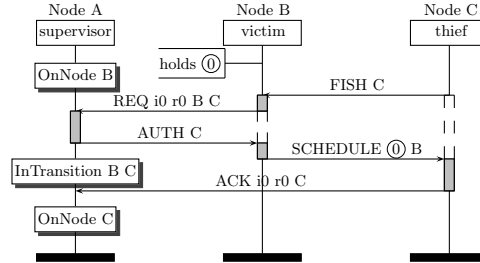 Node A
Node B
Node C
supervisor
victim
thief
holds 0
OnNode B
FISH C
REQ i0 r0 B C
AUTH C
SCHEDULE 0 B
InTransition B C
ACK i0 r0 C
OnNode C